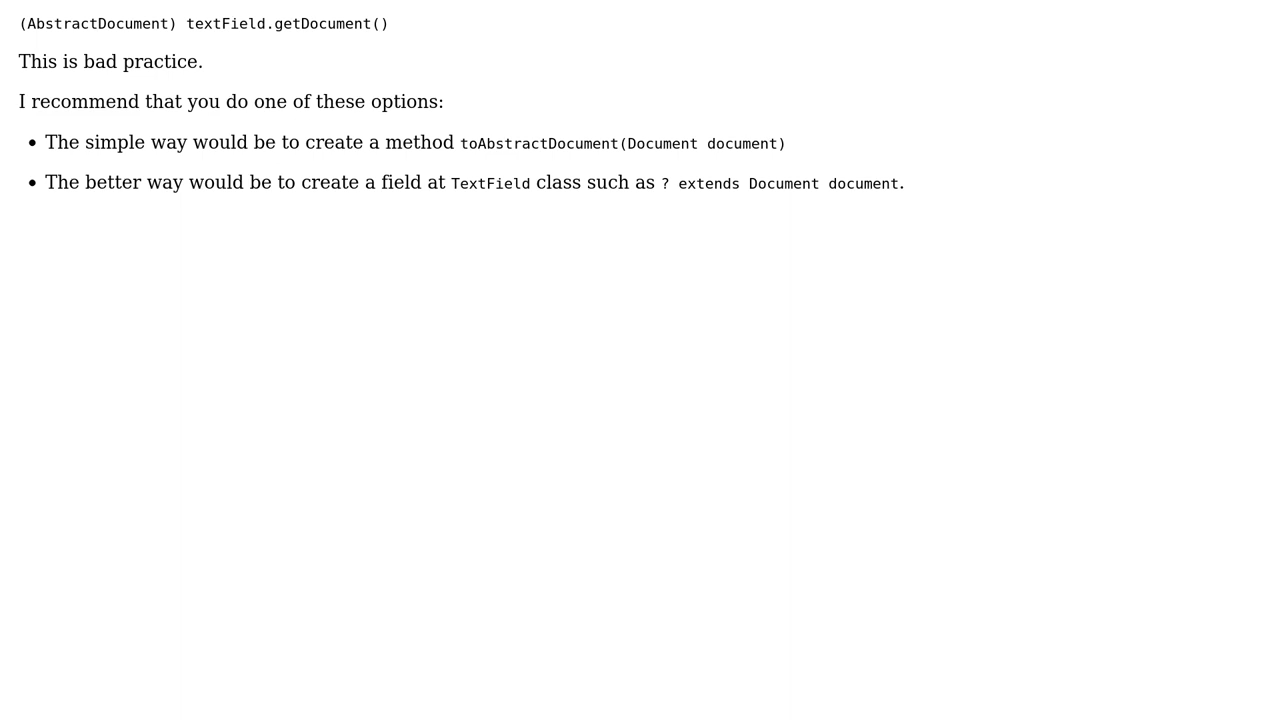 (AbstractDocument) textField.getDocument()
This is bad practice.
I recommend that you do one of these options:
• The simple way would be to create a method toAbstractDocument(Document document)
• The better way would be to create a field at TextField class such as ? extends Document document.